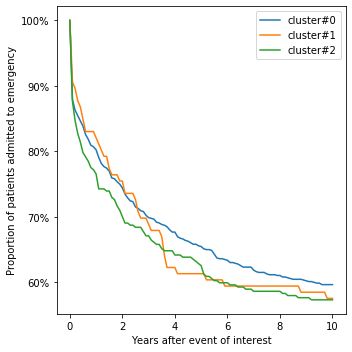 cluster#0
cluster#1
cluster#2
100%
90%
80%
70%
60%
Proportion of patients admitted to emergency
0
2
4
6
8
10
Years after event of interest